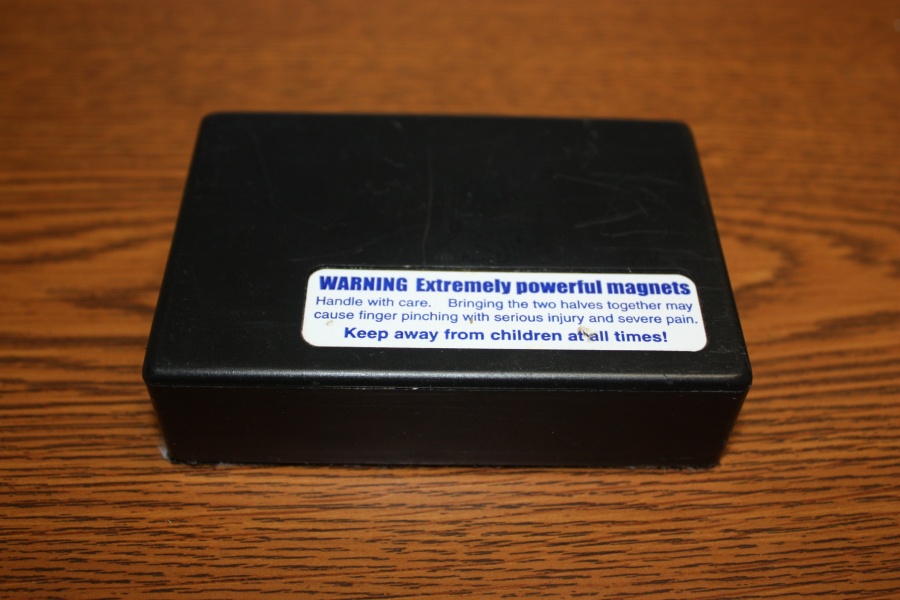 WARNING Extremely powerful magnets
Handle with care. Bringing the two halves together may
cause finger pinching with serious injury and severe pain.
Keep away from children at all times!